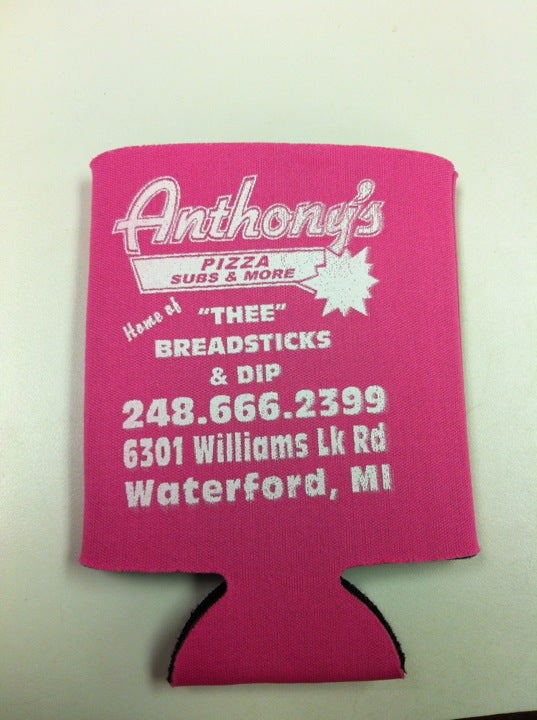 Anthony's
PIZZA
SUBS & MORE
Home of "THEE"
BREADSTICKS
& DIP
248.666.2399
6301 Williams Lk Rd
Waterford, MI